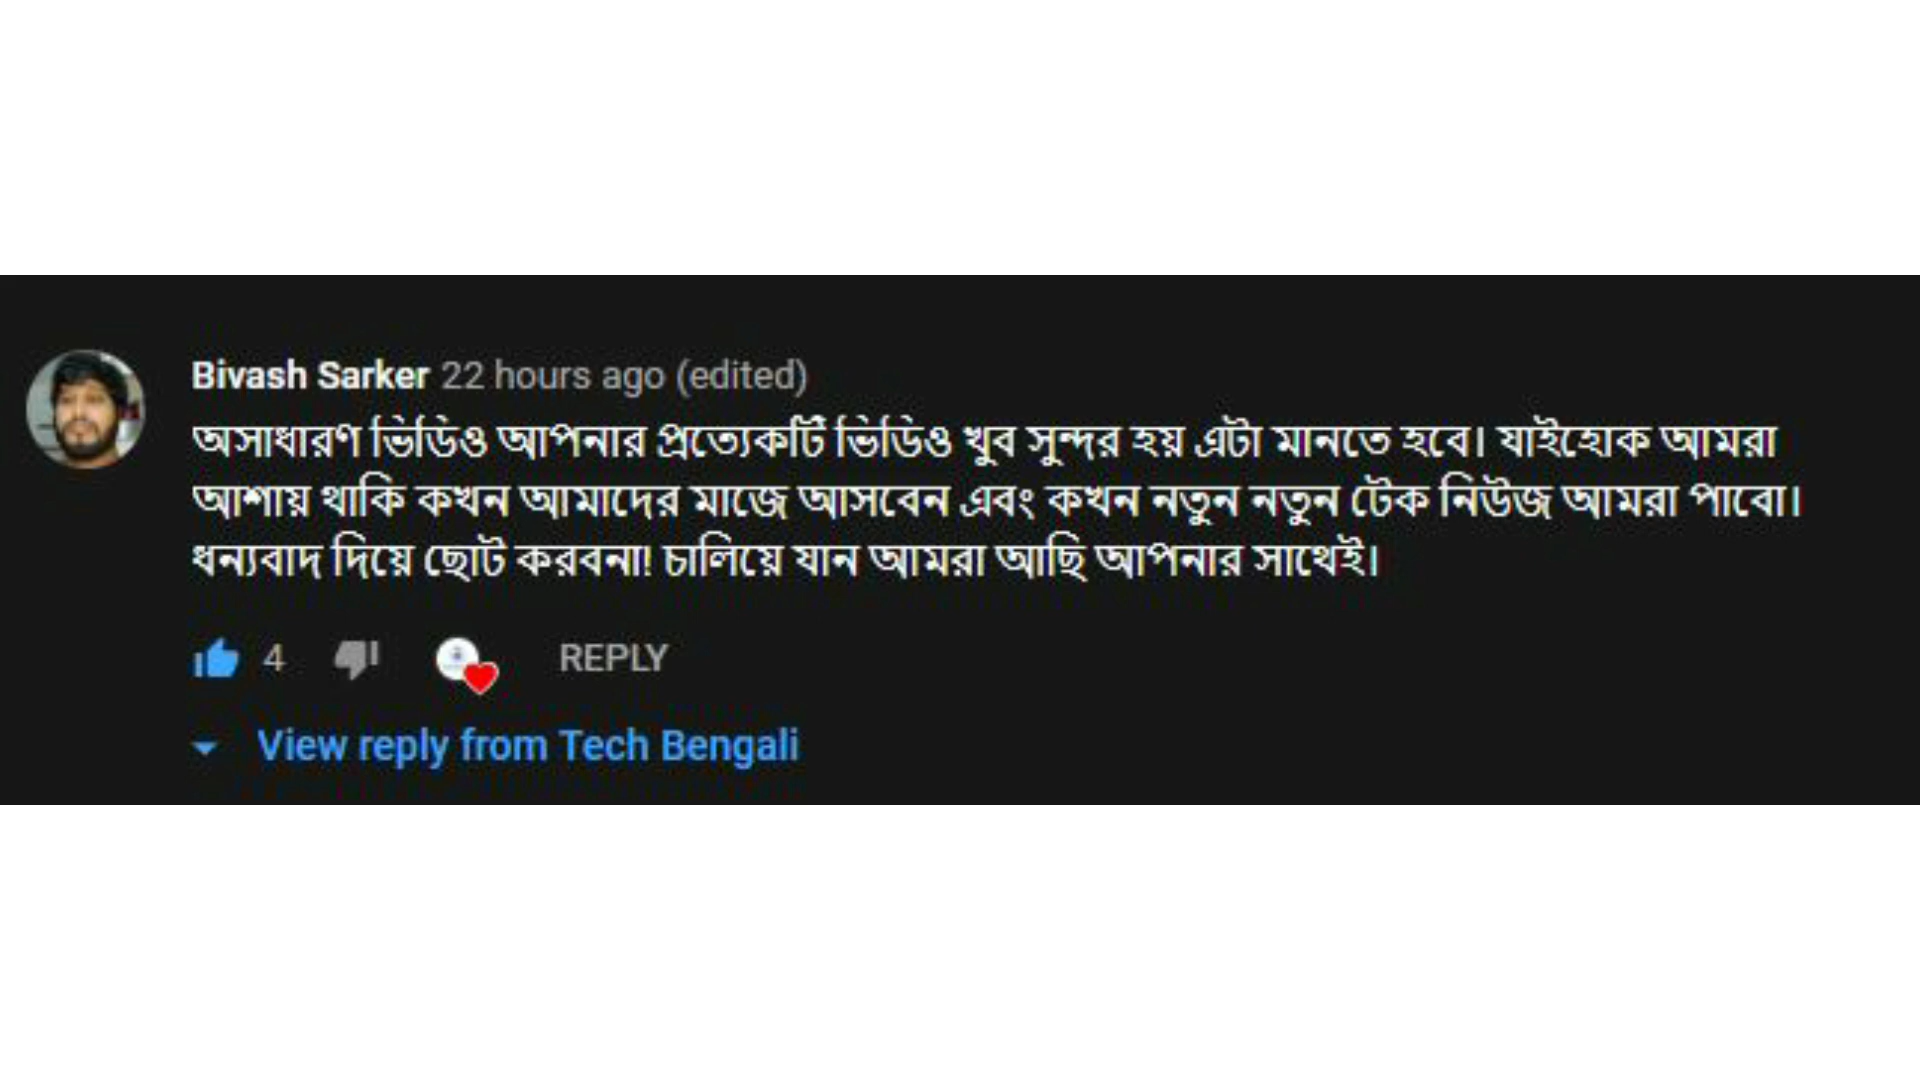 Bivash Sarker 22 hours ago (edited)
অসাধারণ ভিডিও আপনার প্রত্যেকটি ভিডিও খুব সুন্দর হয় এটা মানতে হবে। যাইহোক আমরা
আশায় থাকি কখন আমাদের মাজে আসবেন এবং কখন নতুন নতুন টেক নিউজ আমরা পাবো।
ধন্যবাদ দিয়ে ছোট করবনা! চালিয়ে যান আমরা আছি আপনার সাথেই।
4 REPLY
View reply from Tech Bengali